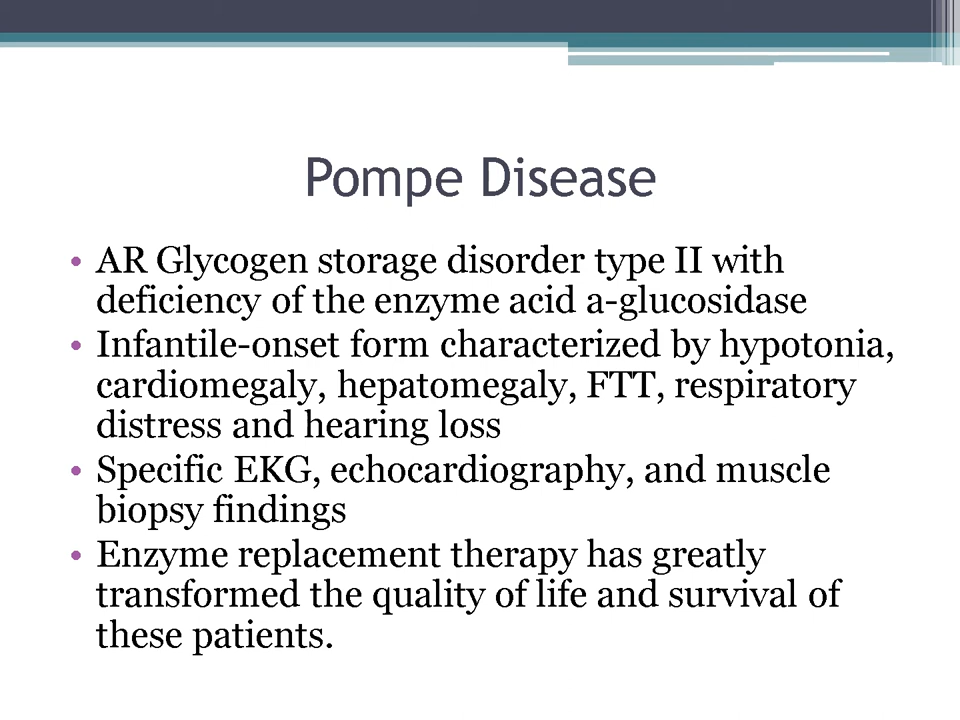 Pompe Disease
• AR Glycogen storage disorder type II with
deficiency of the enzyme acid a-glucosidase
• Infantile-onset form characterized by hypotonia,
cardiomegaly, hepatomegaly, FTT, respiratory
distress and hearing loss
• Specific EKG, echocardiography, and muscle
biopsy findings
• Enzyme replacement therapy has greatly
transformed the quality of life and survival of
these patients.